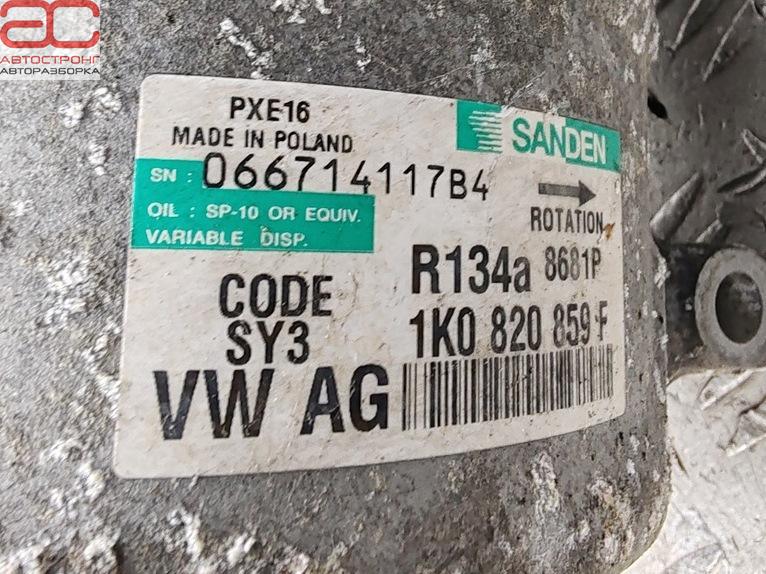 AC
АВТОСТРОНГ
АВТОРАЗБОРКА
PXE16
MADE IN POLAND
SANDEN
SN : 066714117B4
OIL : SP-10 OR EQUIV.
VARIABLE DISP.
ROTATION
R134a 8681P
CODE
SY3
1K0 820 859 F
VW AG